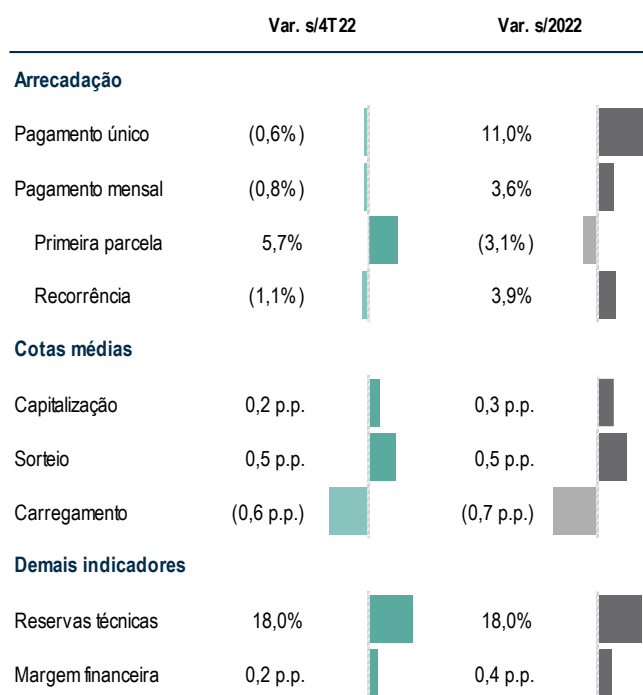 Var. s/4T22 Var. s/2022
Arrecadação
Pagamento único (0,6%) 11,0%
Pagamento mensal (0,8%) 3,6%
Primeira parcela 5,7% (3,1%)
Recorrência (1,1%) 3,9%
Cotas médias
Capitalização 0,2 p.p. 0,3 p.p.
Sorteio 0,5 p.p. 0,5 p.p.
Carregamento (0,6 p.p.) (0,7 p.p.)
Demais indicadores
Reservas técnicas 18,0% 18,0%
Margem financeira 0,2 p.p. 0,4 p.p.